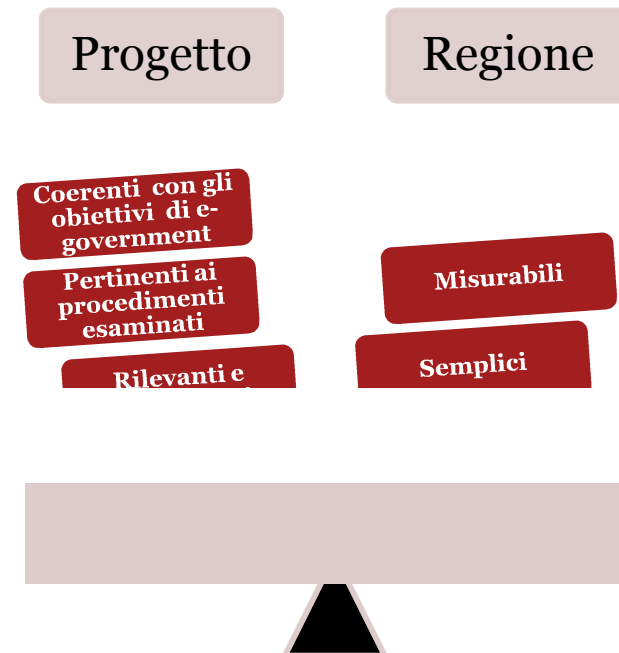 Progetto
Regione
Coerenti con gli
obiettivi di e-
government
Pertinenti ai
procedimenti
esaminati
Rilevanti e
Misurabili
Semplici